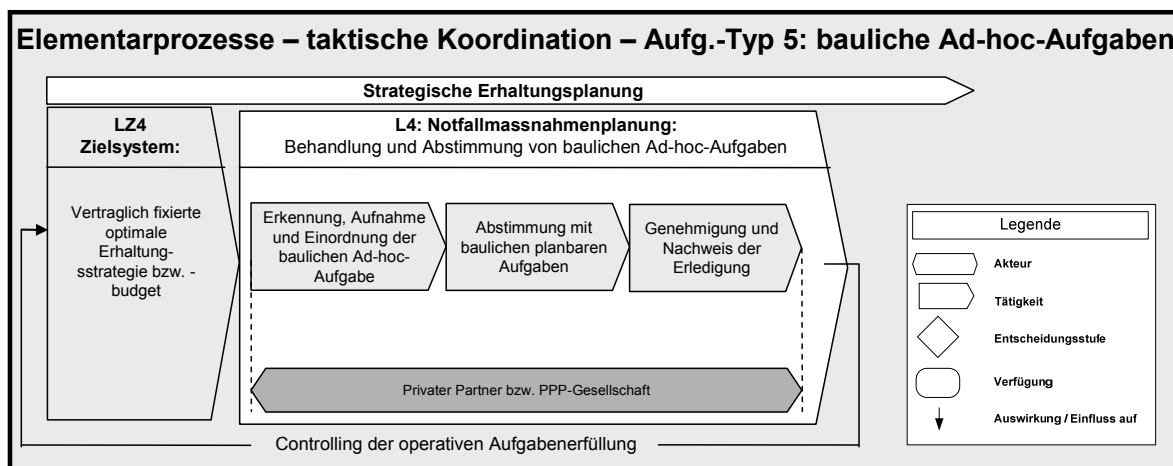 Elementarprozesse – taktische Koordination – Aufg.-Typ 5: bauliche Ad-hoc-Aufgaben
Strategische Erhaltungsplanung
LZ4
Zielsystem:
Vertraglich fixierte
optimale
Erhaltung-
sstrategie bzw. -
budget
L4: Notfallmassnahmenplanung:
Behandlung und Abstimmung von baulichen Ad-hoc-Aufgaben
Erkennung, Aufnahme
und Einordnung der
baulichen Ad-hoc-
Aufgabe
Abstimmung mit
baulichen planbaren
Aufgaben
Genehmigung und
Nachweis der
Erledigung
Privater Partner bzw. PPP-Gesellschaft
Controlling der operativen Aufgabenerfüllung
Legende
Akteur
Tätigkeit
Entscheidungsstufe
Verfügung
Auswirkung / Einfluss auf